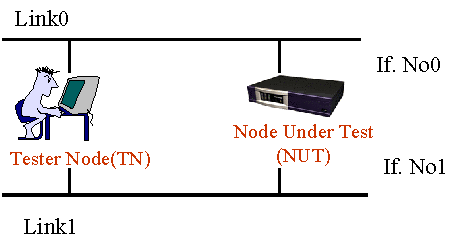 Link0
If. No0
Tester Node(TN)
Node Under Test
(NUT)
If. No1
Link1